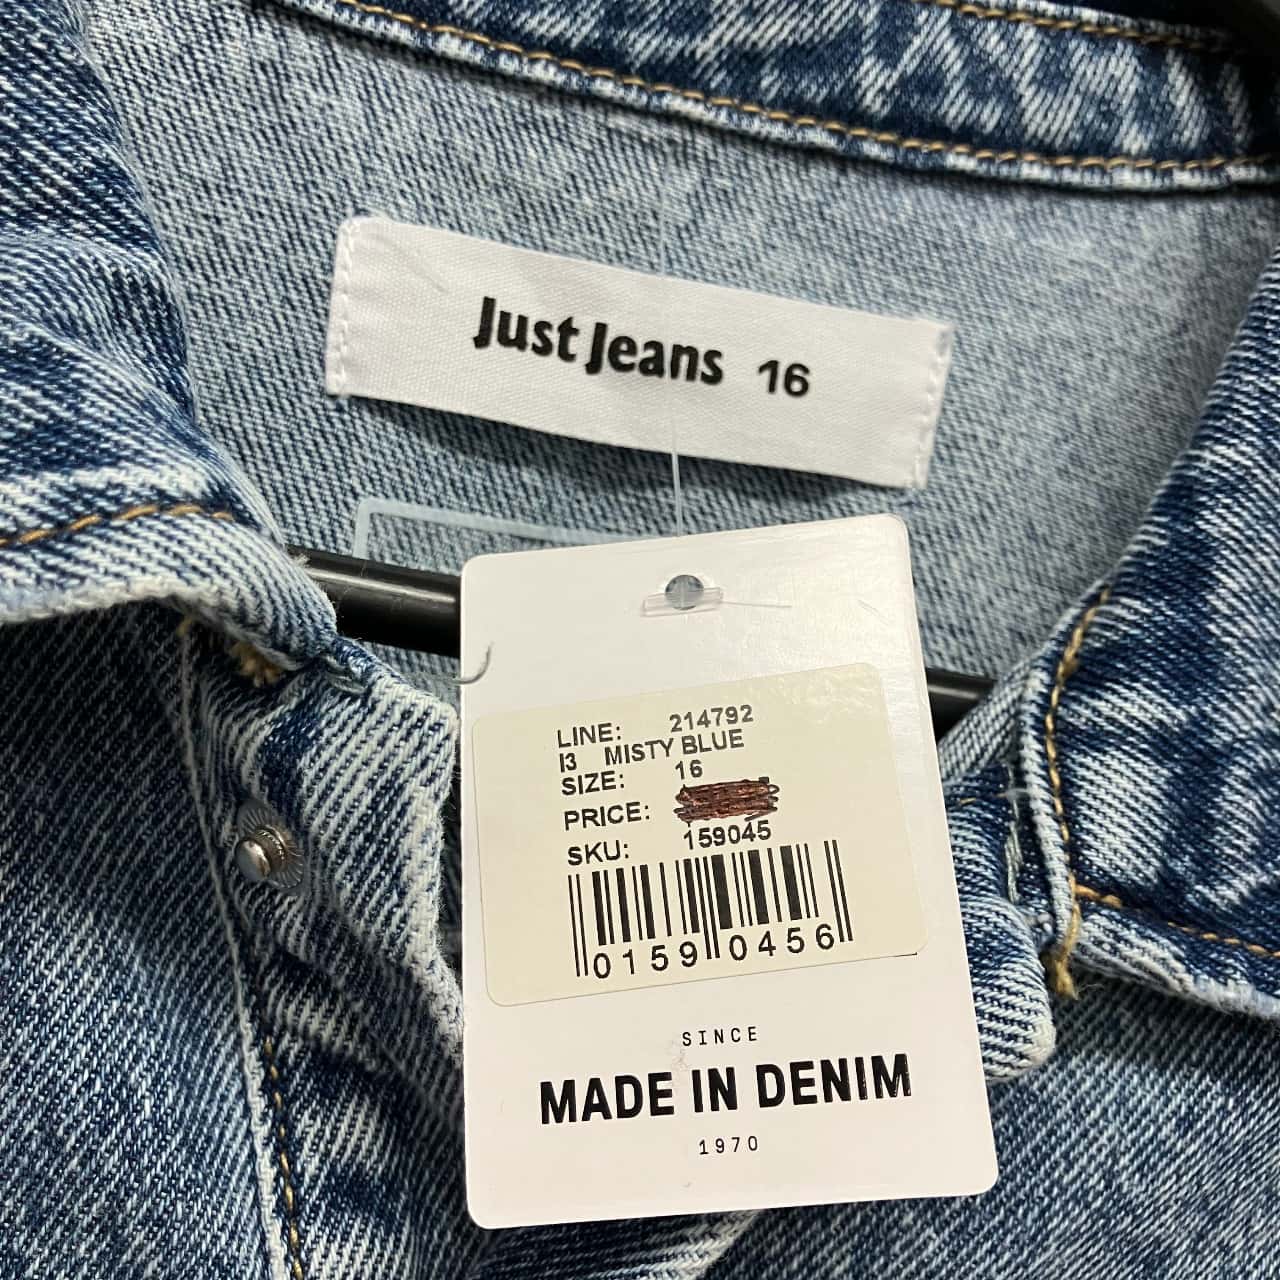 Just Jeans 16
LINE: 214792
I3 MISTY BLUE
SIZE: 16
PRICE:
SKU: 159045
0159 0456
SINCE
MADE IN DENIM
1970